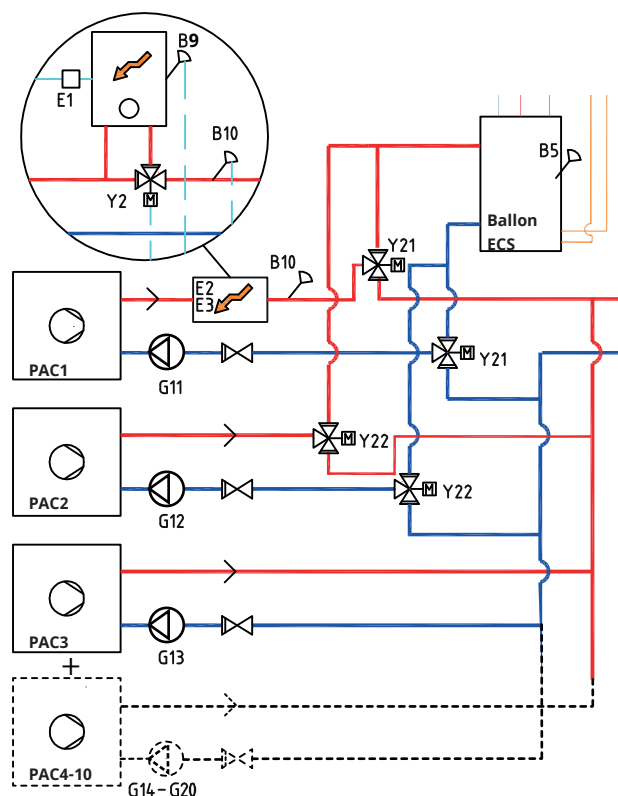 B9
E1
B10
Y2
M
B5
Ballon
ECS
Y21
M
B10
E2
E3
PAC1
G11
M
Y21
PAC2
G12
M
Y22
M
Y22
PAC3
G13
+
PAC4-10
G14-G20